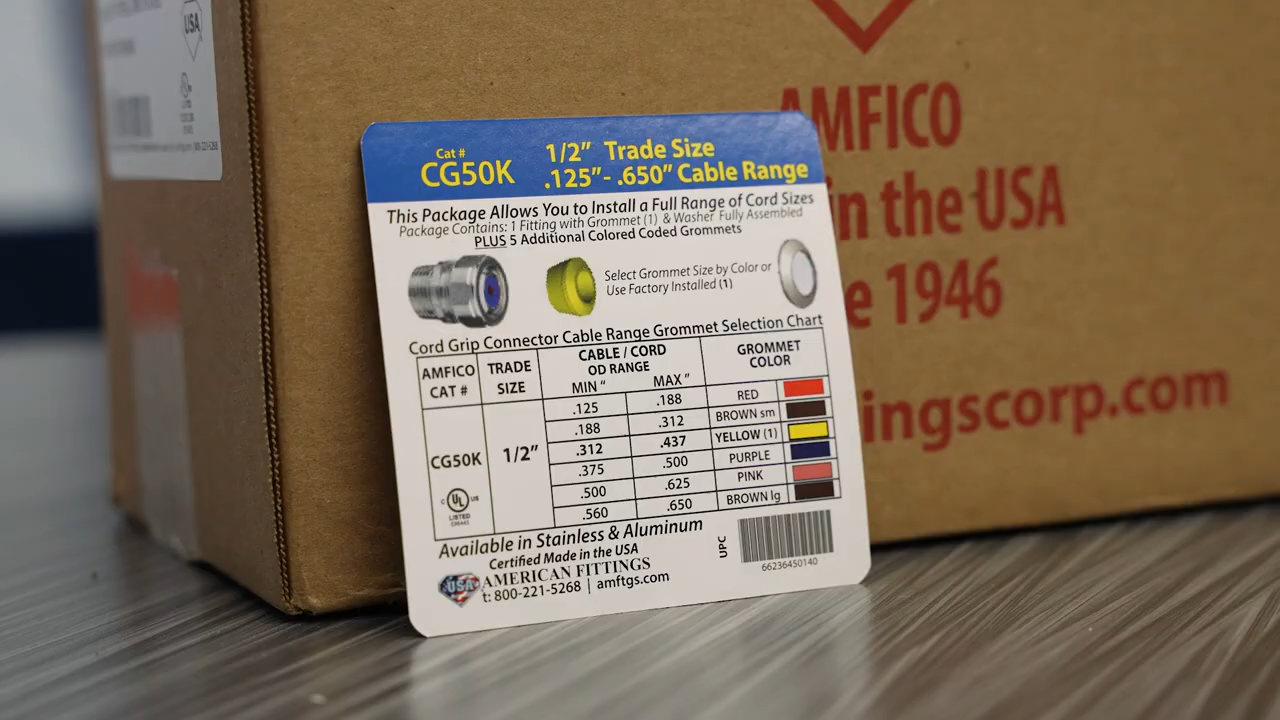 USA
AMFICO
in the USA
1946
ingscorp.com
Cat #
CG50K
1/2” Trade Size
.125”- .650” Cable Range
This Package Allows You to Install a Full Range of Cord Sizes
Package Contains: 1 Fitting with Grommet (1) & Washer Fully Assembled
PLUS 5 Additional Colored Coded Grommets
Select Grommet Size by Color or
Use Factory Installed (1)
Cord Grip Connector Cable Range Grommet Selection Chart
AMFICO CAT # TRADE SIZE CABLE / CORD OD RANGE MIN “ MAX ” GROMMET COLOR
CG50K 1/2”
.125 .188 RED
.188 .312 BROWN sm
.312 .437 YELLOW (1)
.375 .500 PURPLE
.500 .625 PINK
.560 .650 BROWN lg
C UL US
LISTED
Available in Stainless & Aluminum
Certified Made in the USA
USA AMERICAN FITTINGS
t: 800-221-5268 | amftgs.com
UPC
66236450140